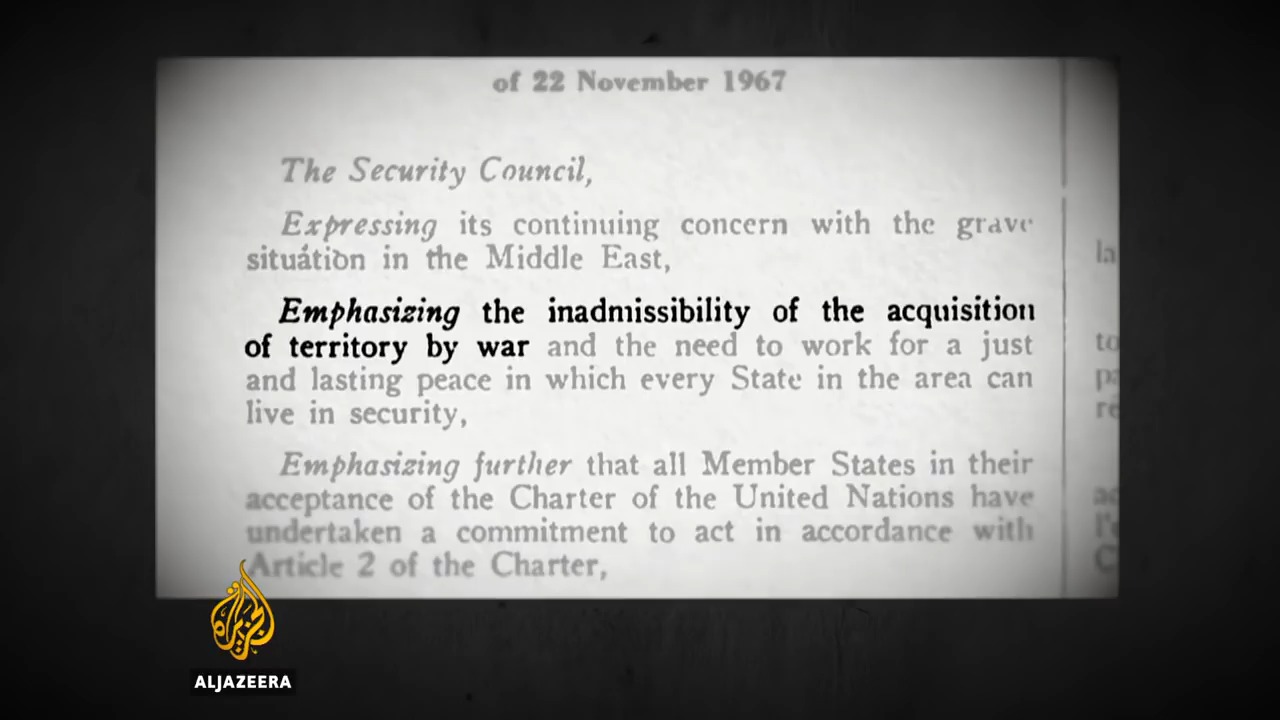 of 22 November 1967
The Security Council,
Expressing its continuing concern with the grave
situation in the Middle East,
Emphasizing the inadmissibility of the acquisition
of territory by war and the need to work for a just
and lasting peace in which every State in the area can
live in security,
Emphasizing further that all Member States in their
acceptance of the Charter of the United Nations have
undertaken a commitment to act in accordance with
Article 2 of the Charter,
la
to
الجزيرة
ALJAZEERA